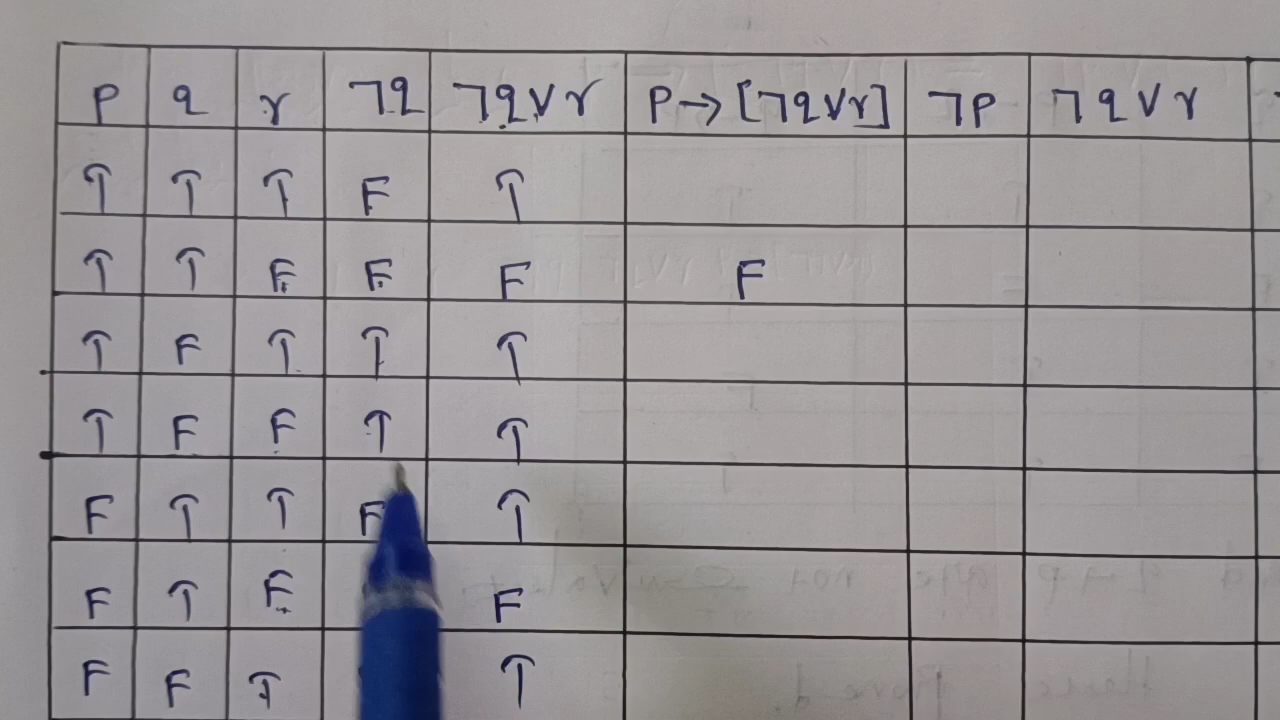 p q r ¬q ¬q∨r p→[¬q∨r] ¬p ¬q∨r
T T T F T
T T F F F F
T F T T T
T F F T T
F T T F T
F T F F
F F T T